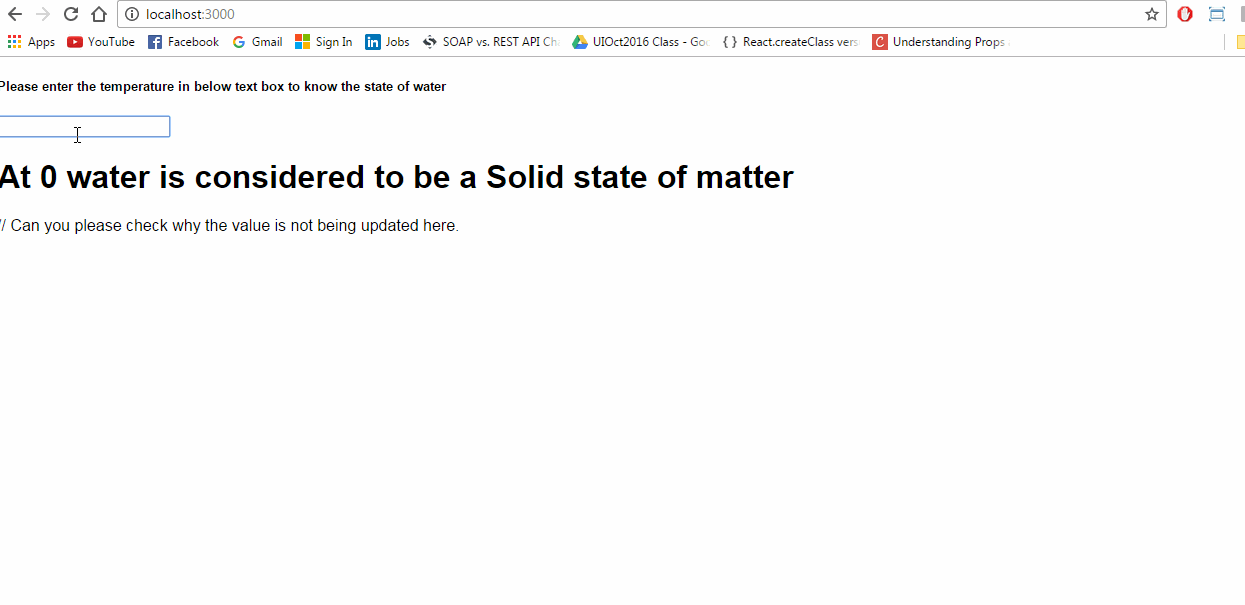 localhost:3000
Apps YouTube Facebook Gmail Sign In Jobs SOAP vs. REST API Ch UIOct2016 Class - Go { } React.createClass vers C Understanding Props
Please enter the temperature in below text box to know the state of water
At 0 water is considered to be a Solid state of matter
// Can you please check why the value is not being updated here.